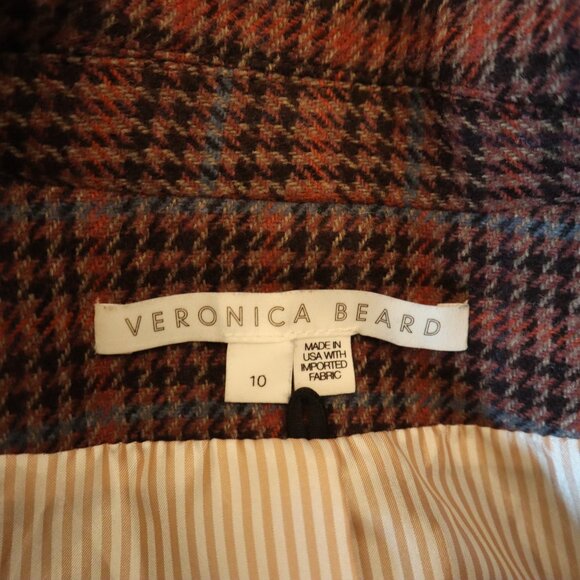 VERONICA BEARD
10
MADE IN
USA WITH
IMPORTED
FABRIC